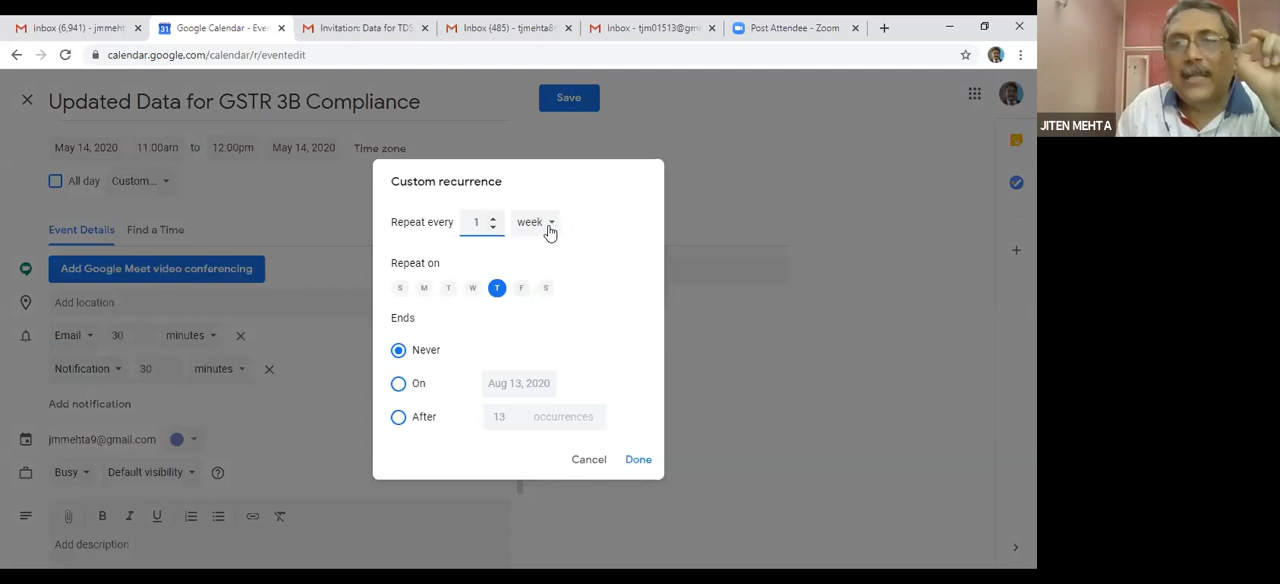 Inbox (6,941) - jmmeht
Google Calendar - Eve
Invitation: Data for TDS
Inbox (485) - tjmehta8
Inbox - tjm01513@gm
Post Attendee - Zoom
calendar.google.com/calendar/r/eventedit
Updated Data for GSTR 3B Compliance
Save
May 14, 2020 11:00am to 12:00pm May 14, 2020 Time zone
All day Custom...
Event Details Find a Time
Add Google Meet video conferencing
Add location
Email 30 minutes
Notification 30 minutes
Add notification
jmmehta9@gmail.com
Busy Default visibility
B I U
Add description
Custom recurrence
Repeat every 1 week
Repeat on
S M T W T F S
Ends
Never
On Aug 13, 2020
After 13 occurrences
Cancel Done
JITEN MEHTA